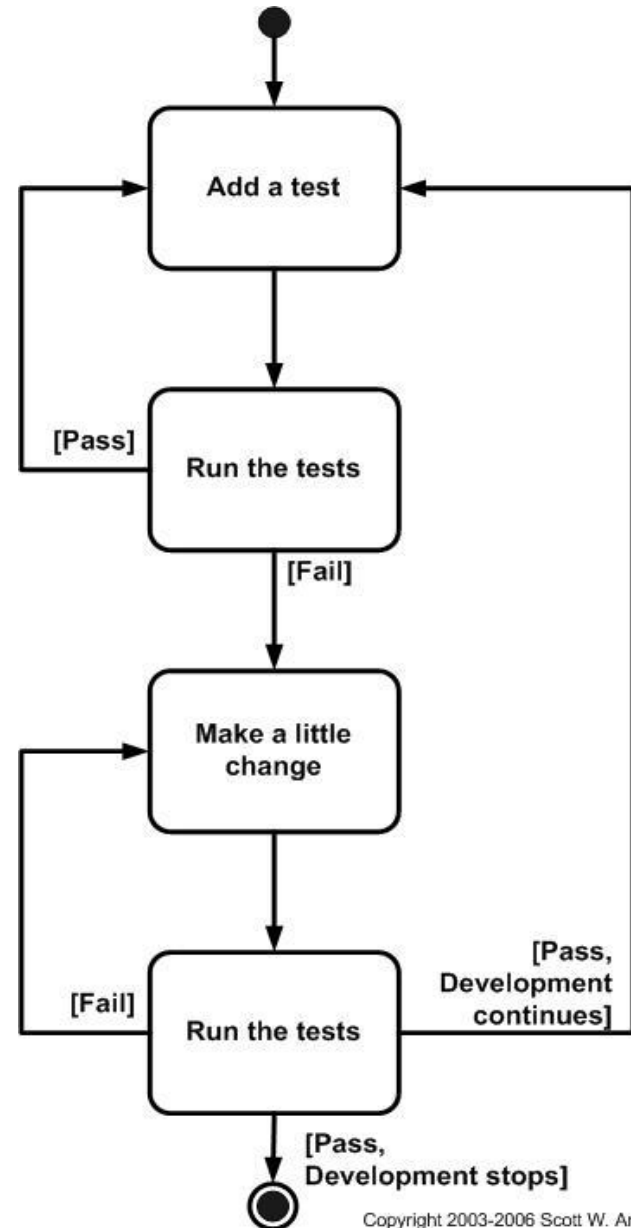 Add a test
[Pass]
Run the tests
[Fail]
Make a little
change
[Pass,
Development
continues]
[Fail]
Run the tests
[Pass,
Development stops]
Copyright 2003-2006 Scott W.